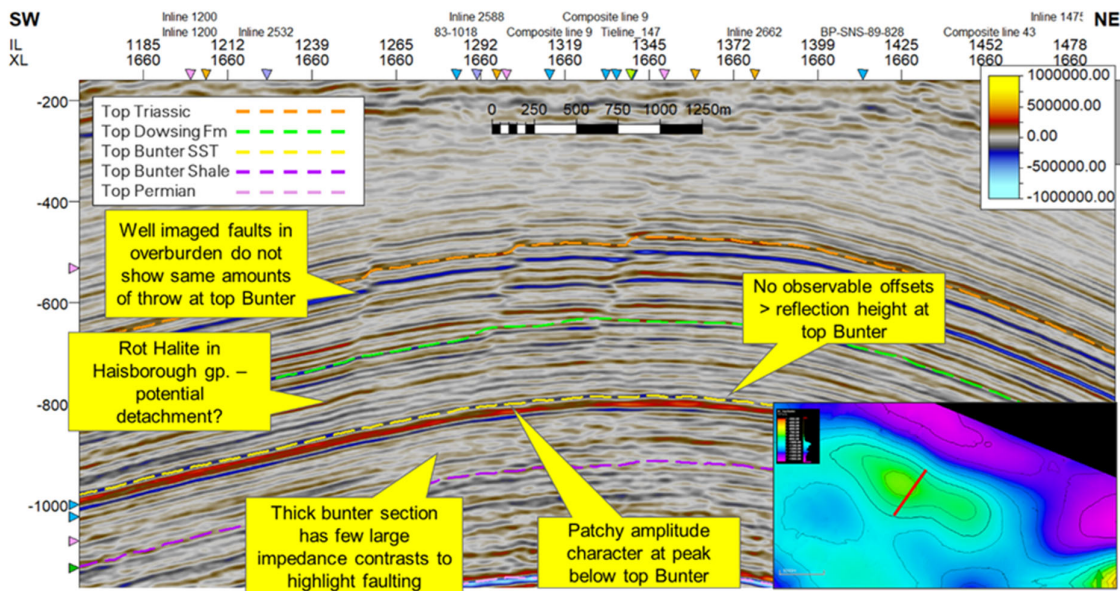 SW
Inline 1200
Inline 2588
Composite line 9
Inline 1475
NE
Inline 1200
Inline 2532
83-1018
Composite line 9
Tieline_147
Inline 2662
BP-SNS-89-828
Composite line 43
IL 1185 1212 1239 1265 1292 1319 1345 1372 1399 1425 1452 1478
XL 1660 1660 1660 1660 1660 1660 1660 1660 1660 1660 1660 1660
-200
-400
-600
-800
-1000
Top Triassic
Top Dowsing Fm
Top Bunter SST
Top Bunter Shale
Top Permian
0 250 500 750 1000 1250m
1000000.00
500000.00
0.00
-500000.00
-1000000.00
Well imaged faults in
overburden do not
show same amounts
of throw at top Bunter
No observable offsets
> reflection height at
top Bunter
Rot Halite in
Haisborough gp. –
potential
detachment?
Thick bunter section
has few large
impedance contrasts to
highlight faulting
Patchy amplitude
character at peak
below top Bunter